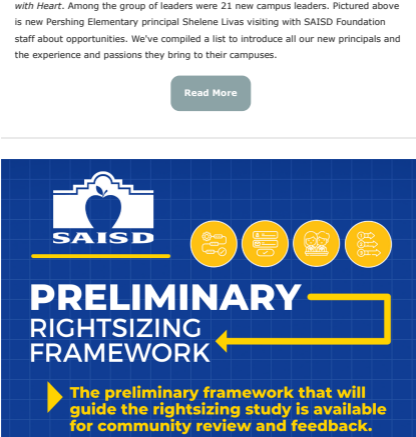 with Heart. Among the group of leaders were 21 new campus leaders. Pictured above
is new Pershing Elementary principal Shelene Livas visiting with SAISD Foundation
staff about opportunities. We've compiled a list to introduce all our new principals and
the experience and passions they bring to their campuses.
Read More
SAISD
PRELIMINARY
RIGHTSIZING
FRAMEWORK
The preliminary framework that will
guide the rightsizing study is available
for community review and feedback.